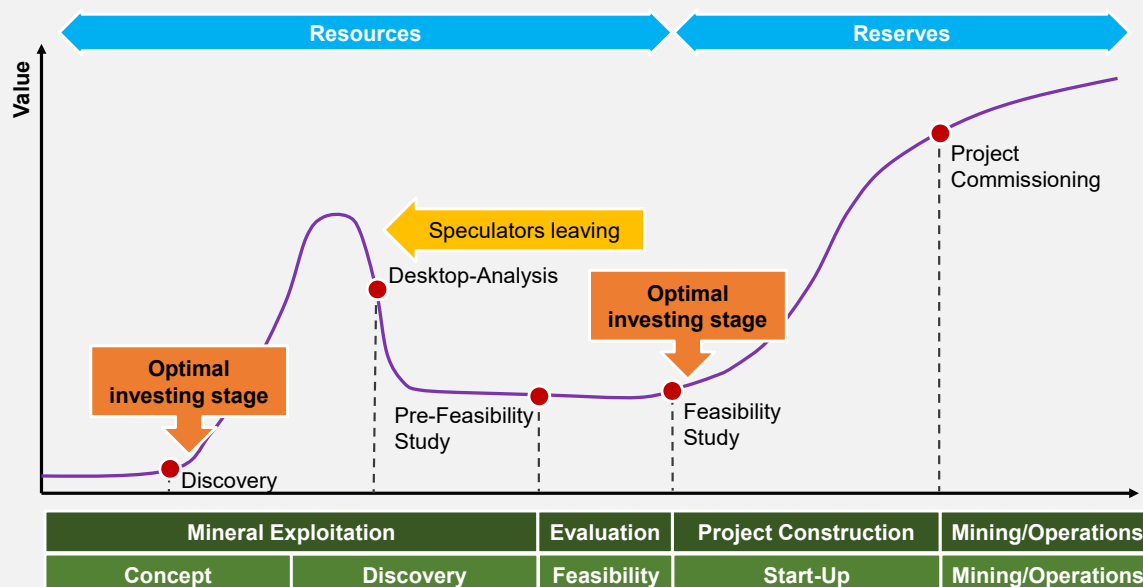 Resources
Reserves
Value
Project
Commissioning
Speculators leaving
Desktop-Analysis
Optimal
investing stage
Optimal
investing stage
Pre-Feasibility
Study
Feasibility
Study
Discovery
Mineral Exploitation
Evaluation
Project Construction
Mining/Operations
Concept
Discovery
Feasibility
Start-Up
Mining/Operations